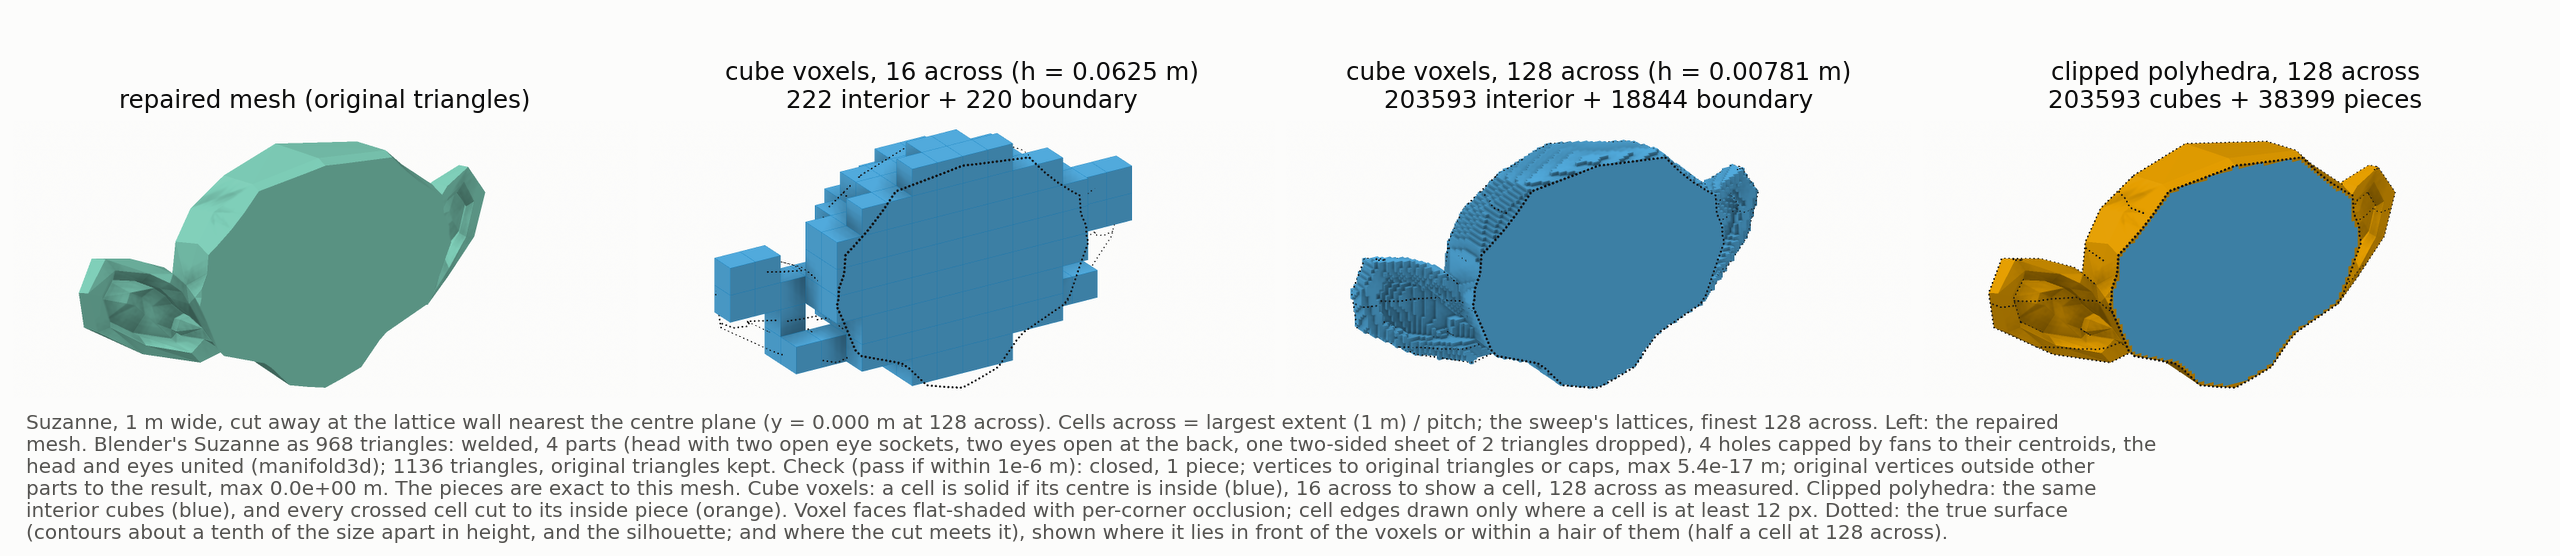 repaired mesh (original triangles)
cube voxels, 16 across (h = 0.0625 m)
222 interior + 220 boundary
cube voxels, 128 across (h = 0.00781 m)
203593 interior + 18844 boundary
clipped polyhedra, 128 across
203593 cubes + 38399 pieces
Suzanne, 1 m wide, cut away at the lattice wall nearest the centre plane (y = 0.000 m at 128 across). Cells across = largest extent (1 m) / pitch; the sweep's lattices, finest 128 across. Left: the repaired
mesh. Blender's Suzanne as 968 triangles: welded, 4 parts (head with two open eye sockets, two eyes open at the back, one two-sided sheet of 2 triangles dropped), 4 holes capped by fans to their centroids, the
head and eyes united (manifold3d); 1136 triangles, original triangles kept. Check (pass if within 1e-6 m): closed, 1 piece; vertices to original triangles or caps, max 5.4e-17 m; original vertices outside other
parts to the result, max 0.0e+00 m. The pieces are exact to this mesh. Cube voxels: a cell is solid if its centre is inside (blue), 16 across to show a cell, 128 across as measured. Clipped polyhedra: the same
interior cubes (blue), and every crossed cell cut to its inside piece (orange). Voxel faces flat-shaded with per-corner occlusion; cell edges drawn only where a cell is at least 12 px. Dotted: the true surface
(contours about a tenth of the size apart in height, and the silhouette; and where the cut meets it), shown where it lies in front of the voxels or within a hair of them (half a cell at 128 across).